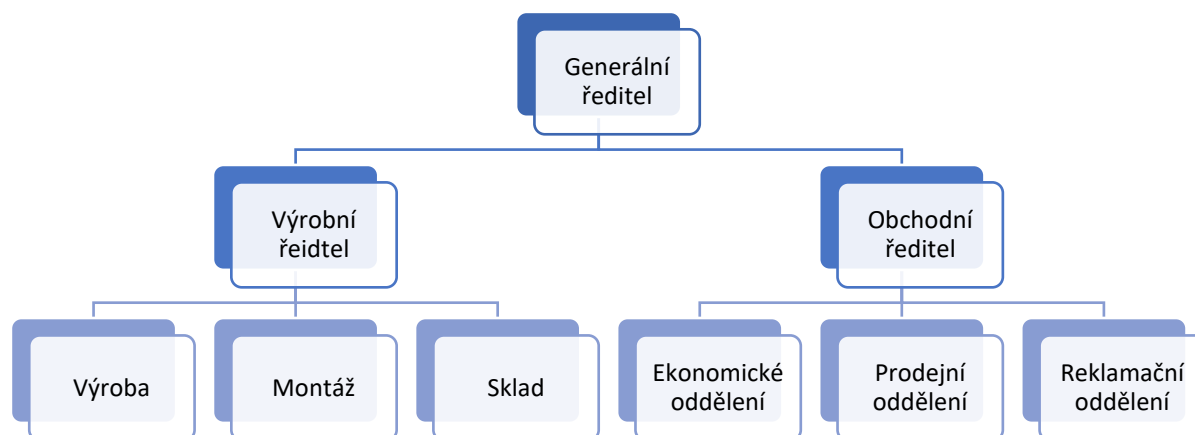 Generální
ředitel
Výrobní
řeidtel
Obchodní
ředitel
Výroba
Montáž
Sklad
Ekonomické
oddělení
Prodejní
oddělení
Reklamační
oddělení